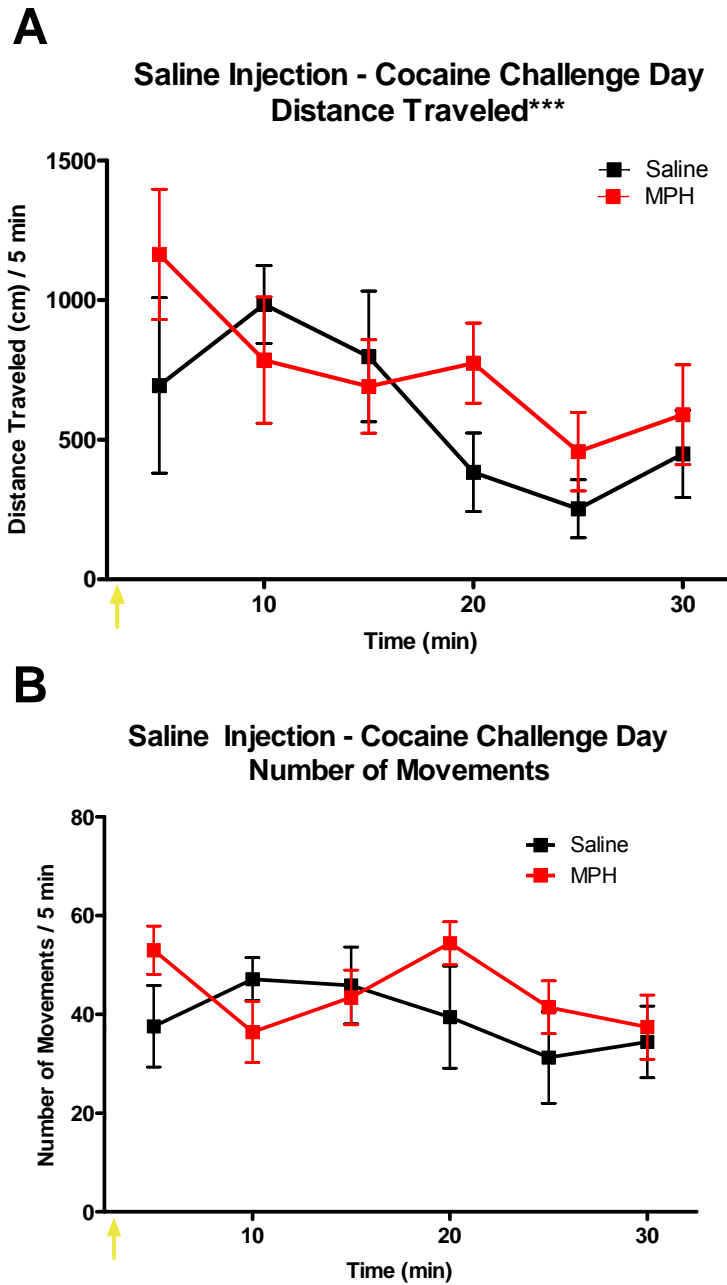 A
Saline Injection - Cocaine Challenge Day
Distance Traveled***
1500
1000
500
0
Distance Traveled (cm) / 5 min
Saline
MPH
10
20
30
Time (min)
B
Saline  Injection - Cocaine Challenge Day
Number of Movements
80
60
40
20
0
Number of Movements / 5 min
Saline
MPH
10
20
30
Time (min)